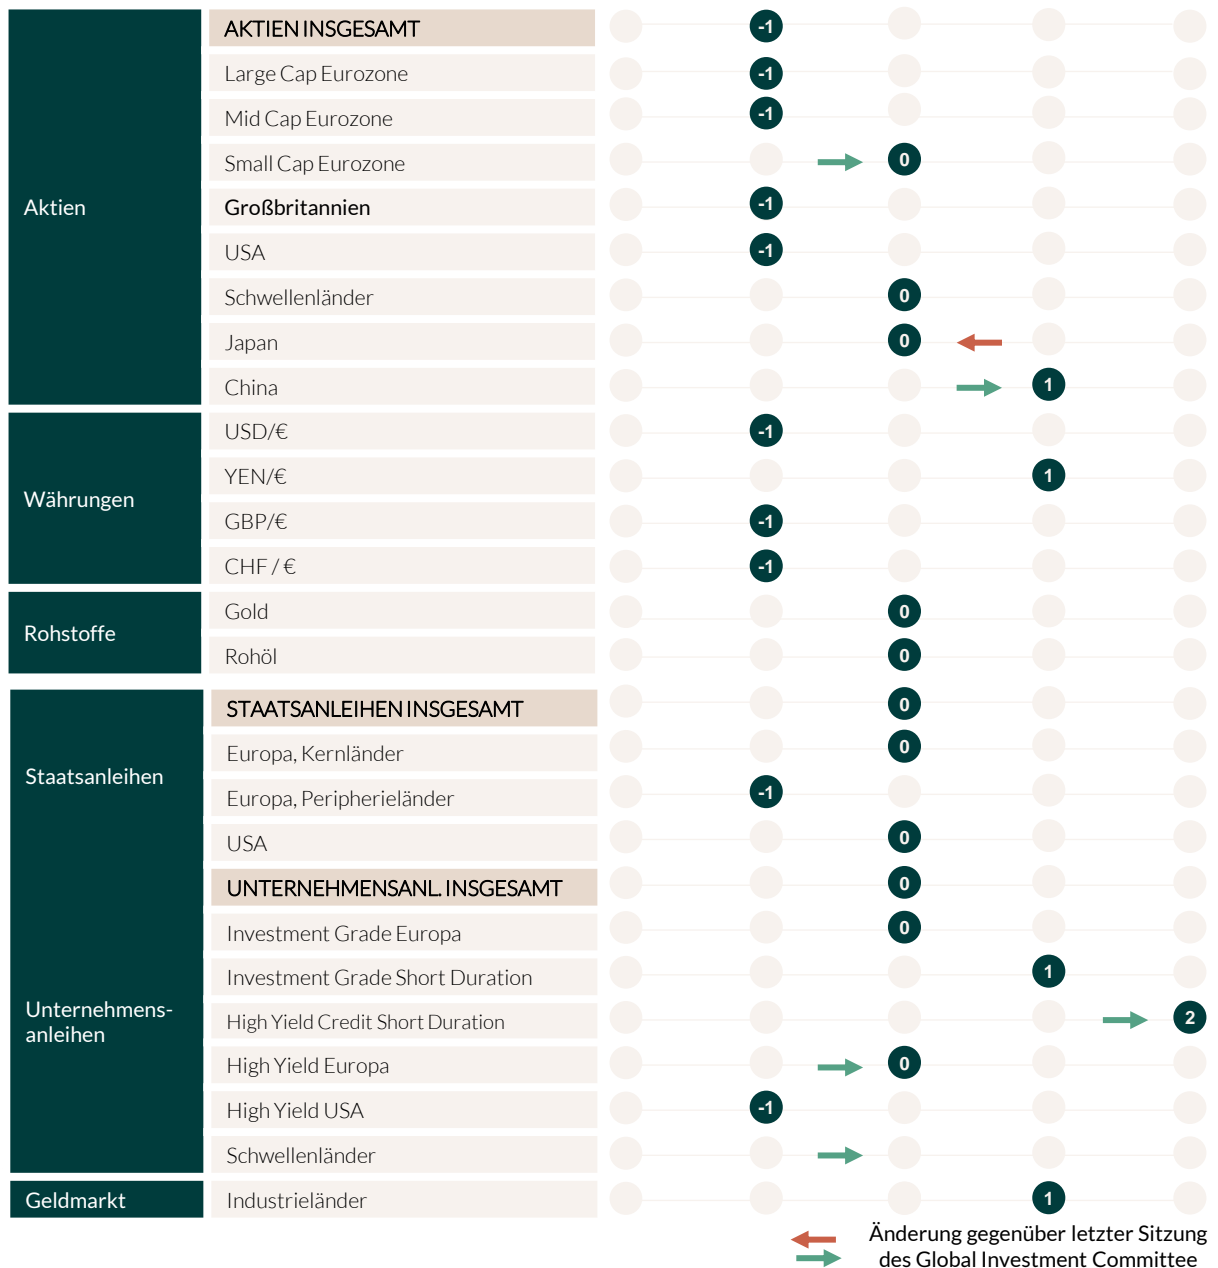 AKTIEN INSGESAMT -1
Large Cap Eurozone -1
Mid Cap Eurozone -1
Small Cap Eurozone 0
Aktien
Großbritannien -1
USA -1
Schwellenländer 0
Japan 0
China 1
USD/€ -1
YEN/€ 1
Währungen
GBP/€ -1
CHF / € -1
Gold 0
Rohstoffe
Rohöl 0
STAATSANLEIHEN INSGESAMT 0
Europa, Kernländer 0
Staatsanleihen
Europa, Peripherieländer -1
USA 0
UNTERNEHMENSANL. INSGESAMT 0
Investment Grade Europa 0
Investment Grade Short Duration 1
Unternehmens-
anleihen
High Yield Credit Short Duration 2
High Yield Europa 0
High Yield USA -1
Schwellenländer
Geldmarkt Industrieländer 1
Änderung gegenüber letzter Sitzung
des Global Investment Committee